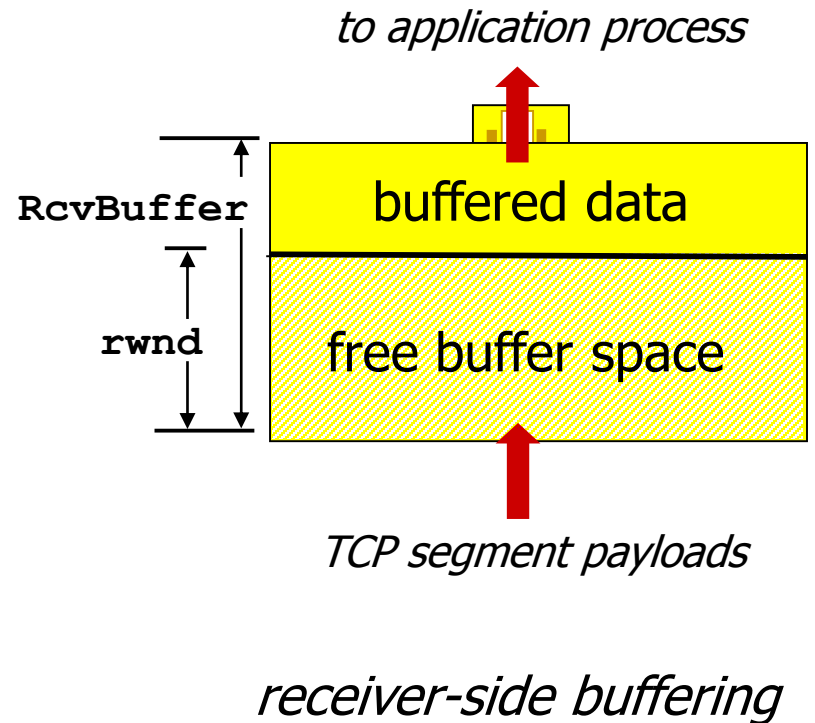 to application process
RcvBuffer
buffered data
rwnd
free buffer space
TCP segment payloads
receiver-side buffering